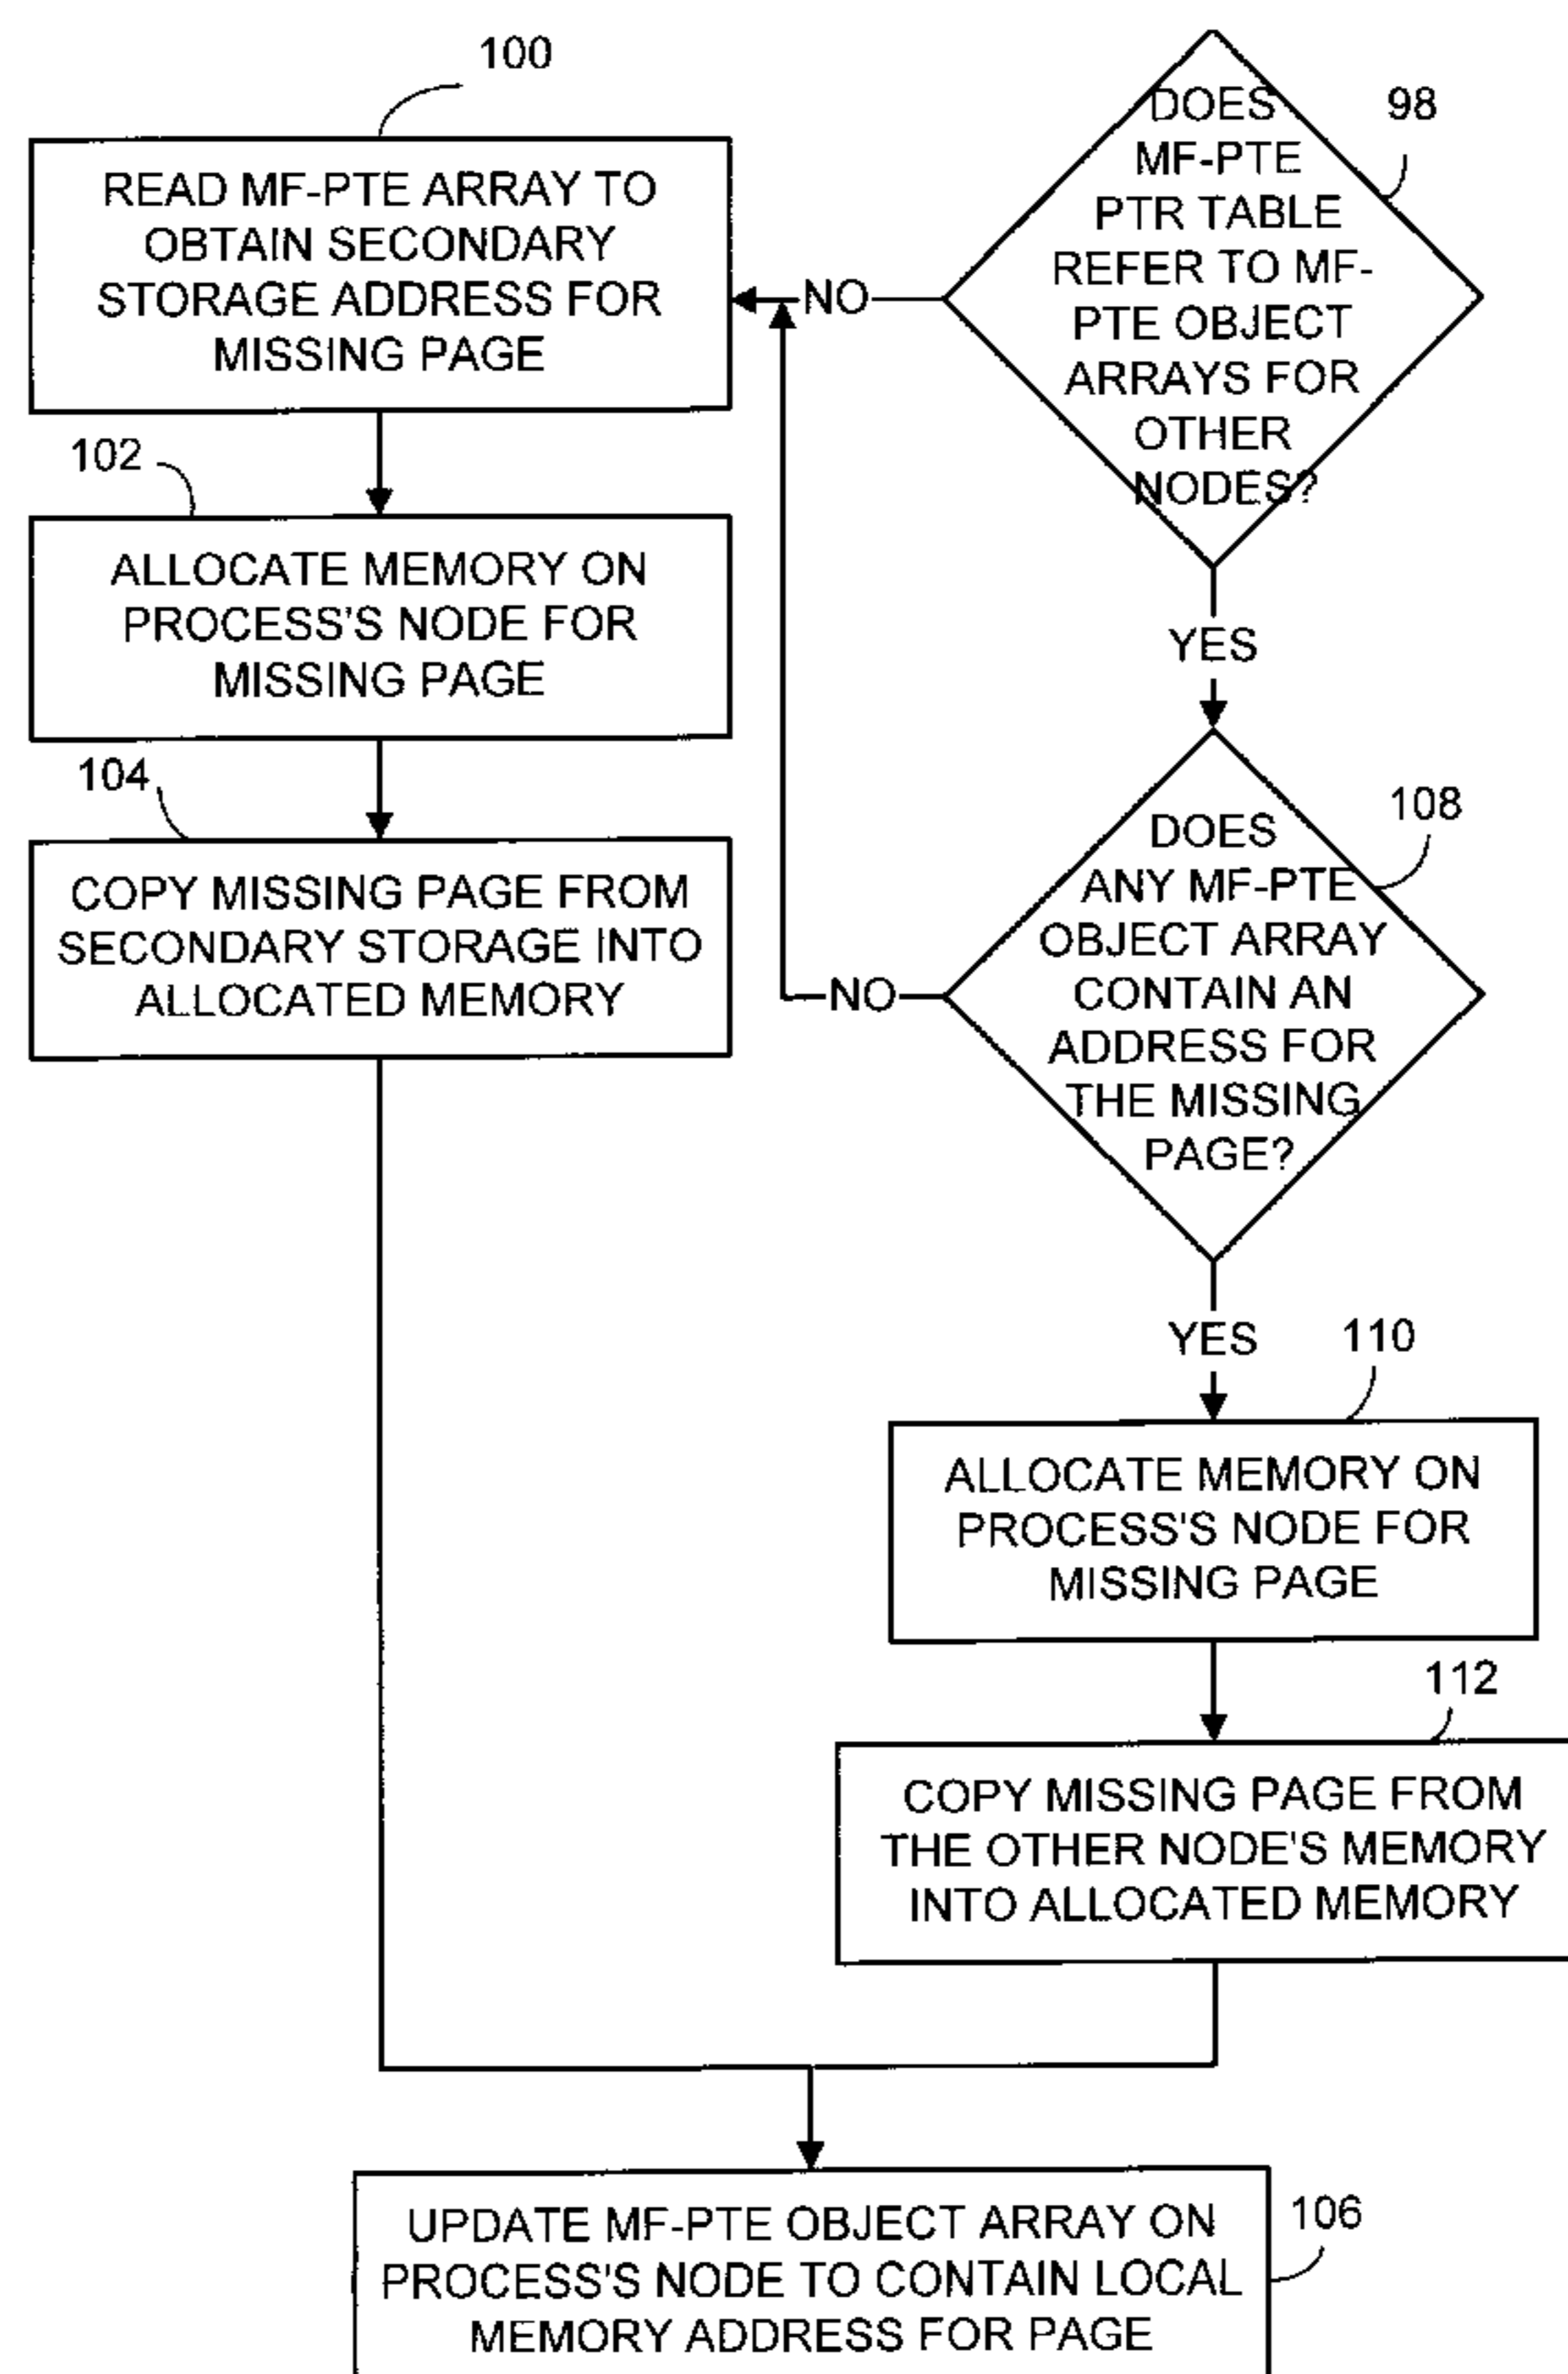 100
READ MF-PTE ARRAY TO
OBTAIN SECONDARY
STORAGE ADDRESS FOR
MISSING PAGE
98
DOES
MF-PTE
PTR TABLE
REFER TO MF-
PTE OBJECT
ARRAYS FOR
OTHER
NODES?
NO
YES
102
ALLOCATE MEMORY ON
PROCESS'S NODE FOR
MISSING PAGE
104
COPY MISSING PAGE FROM
SECONDARY STORAGE INTO
ALLOCATED MEMORY
108
DOES
ANY MF-PTE
OBJECT ARRAY
CONTAIN AN
ADDRESS FOR
THE MISSING
PAGE?
NO
YES
110
ALLOCATE MEMORY ON
PROCESS'S NODE FOR
MISSING PAGE
112
COPY MISSING PAGE FROM
THE OTHER NODE'S MEMORY
INTO ALLOCATED MEMORY
106
UPDATE MF-PTE OBJECT ARRAY ON
PROCESS'S NODE TO CONTAIN LOCAL
MEMORY ADDRESS FOR PAGE